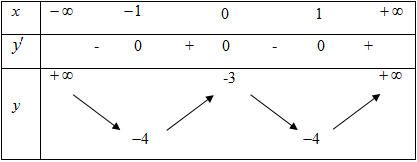 x −∞ −1 0 1 +∞
y′ - 0 + 0 - 0 +
+∞ -3 +∞
y
−4 −4